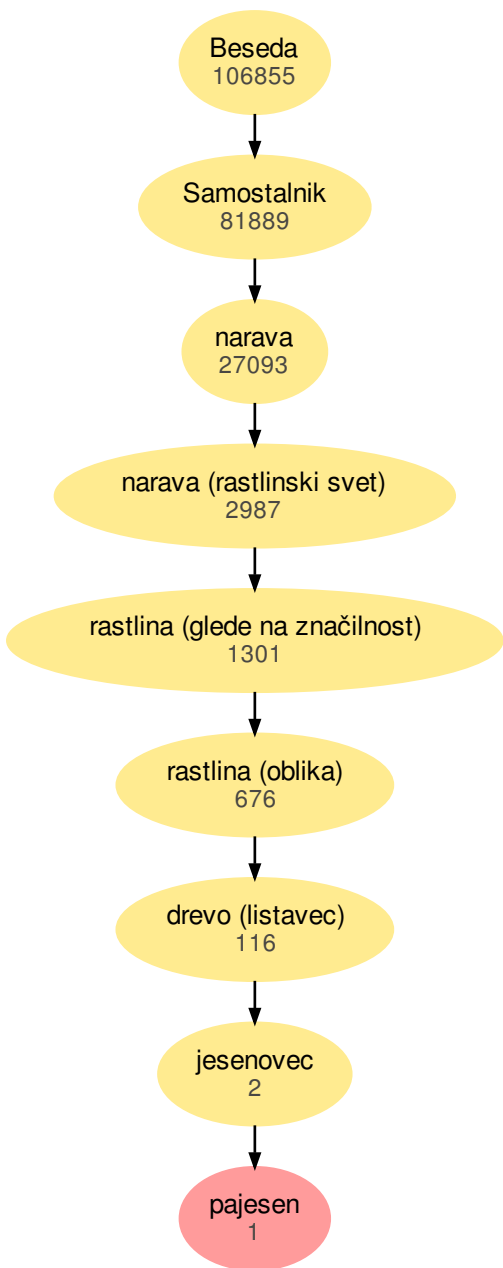 Beseda
106855
Samostalnik
81889
narava
27093
narava (rastlinski svet)
2987
rastlina (glede na značilnost)
1301
rastlina (oblika)
676
drevo (listavec)
116
jesenovec
2
pajesen
1